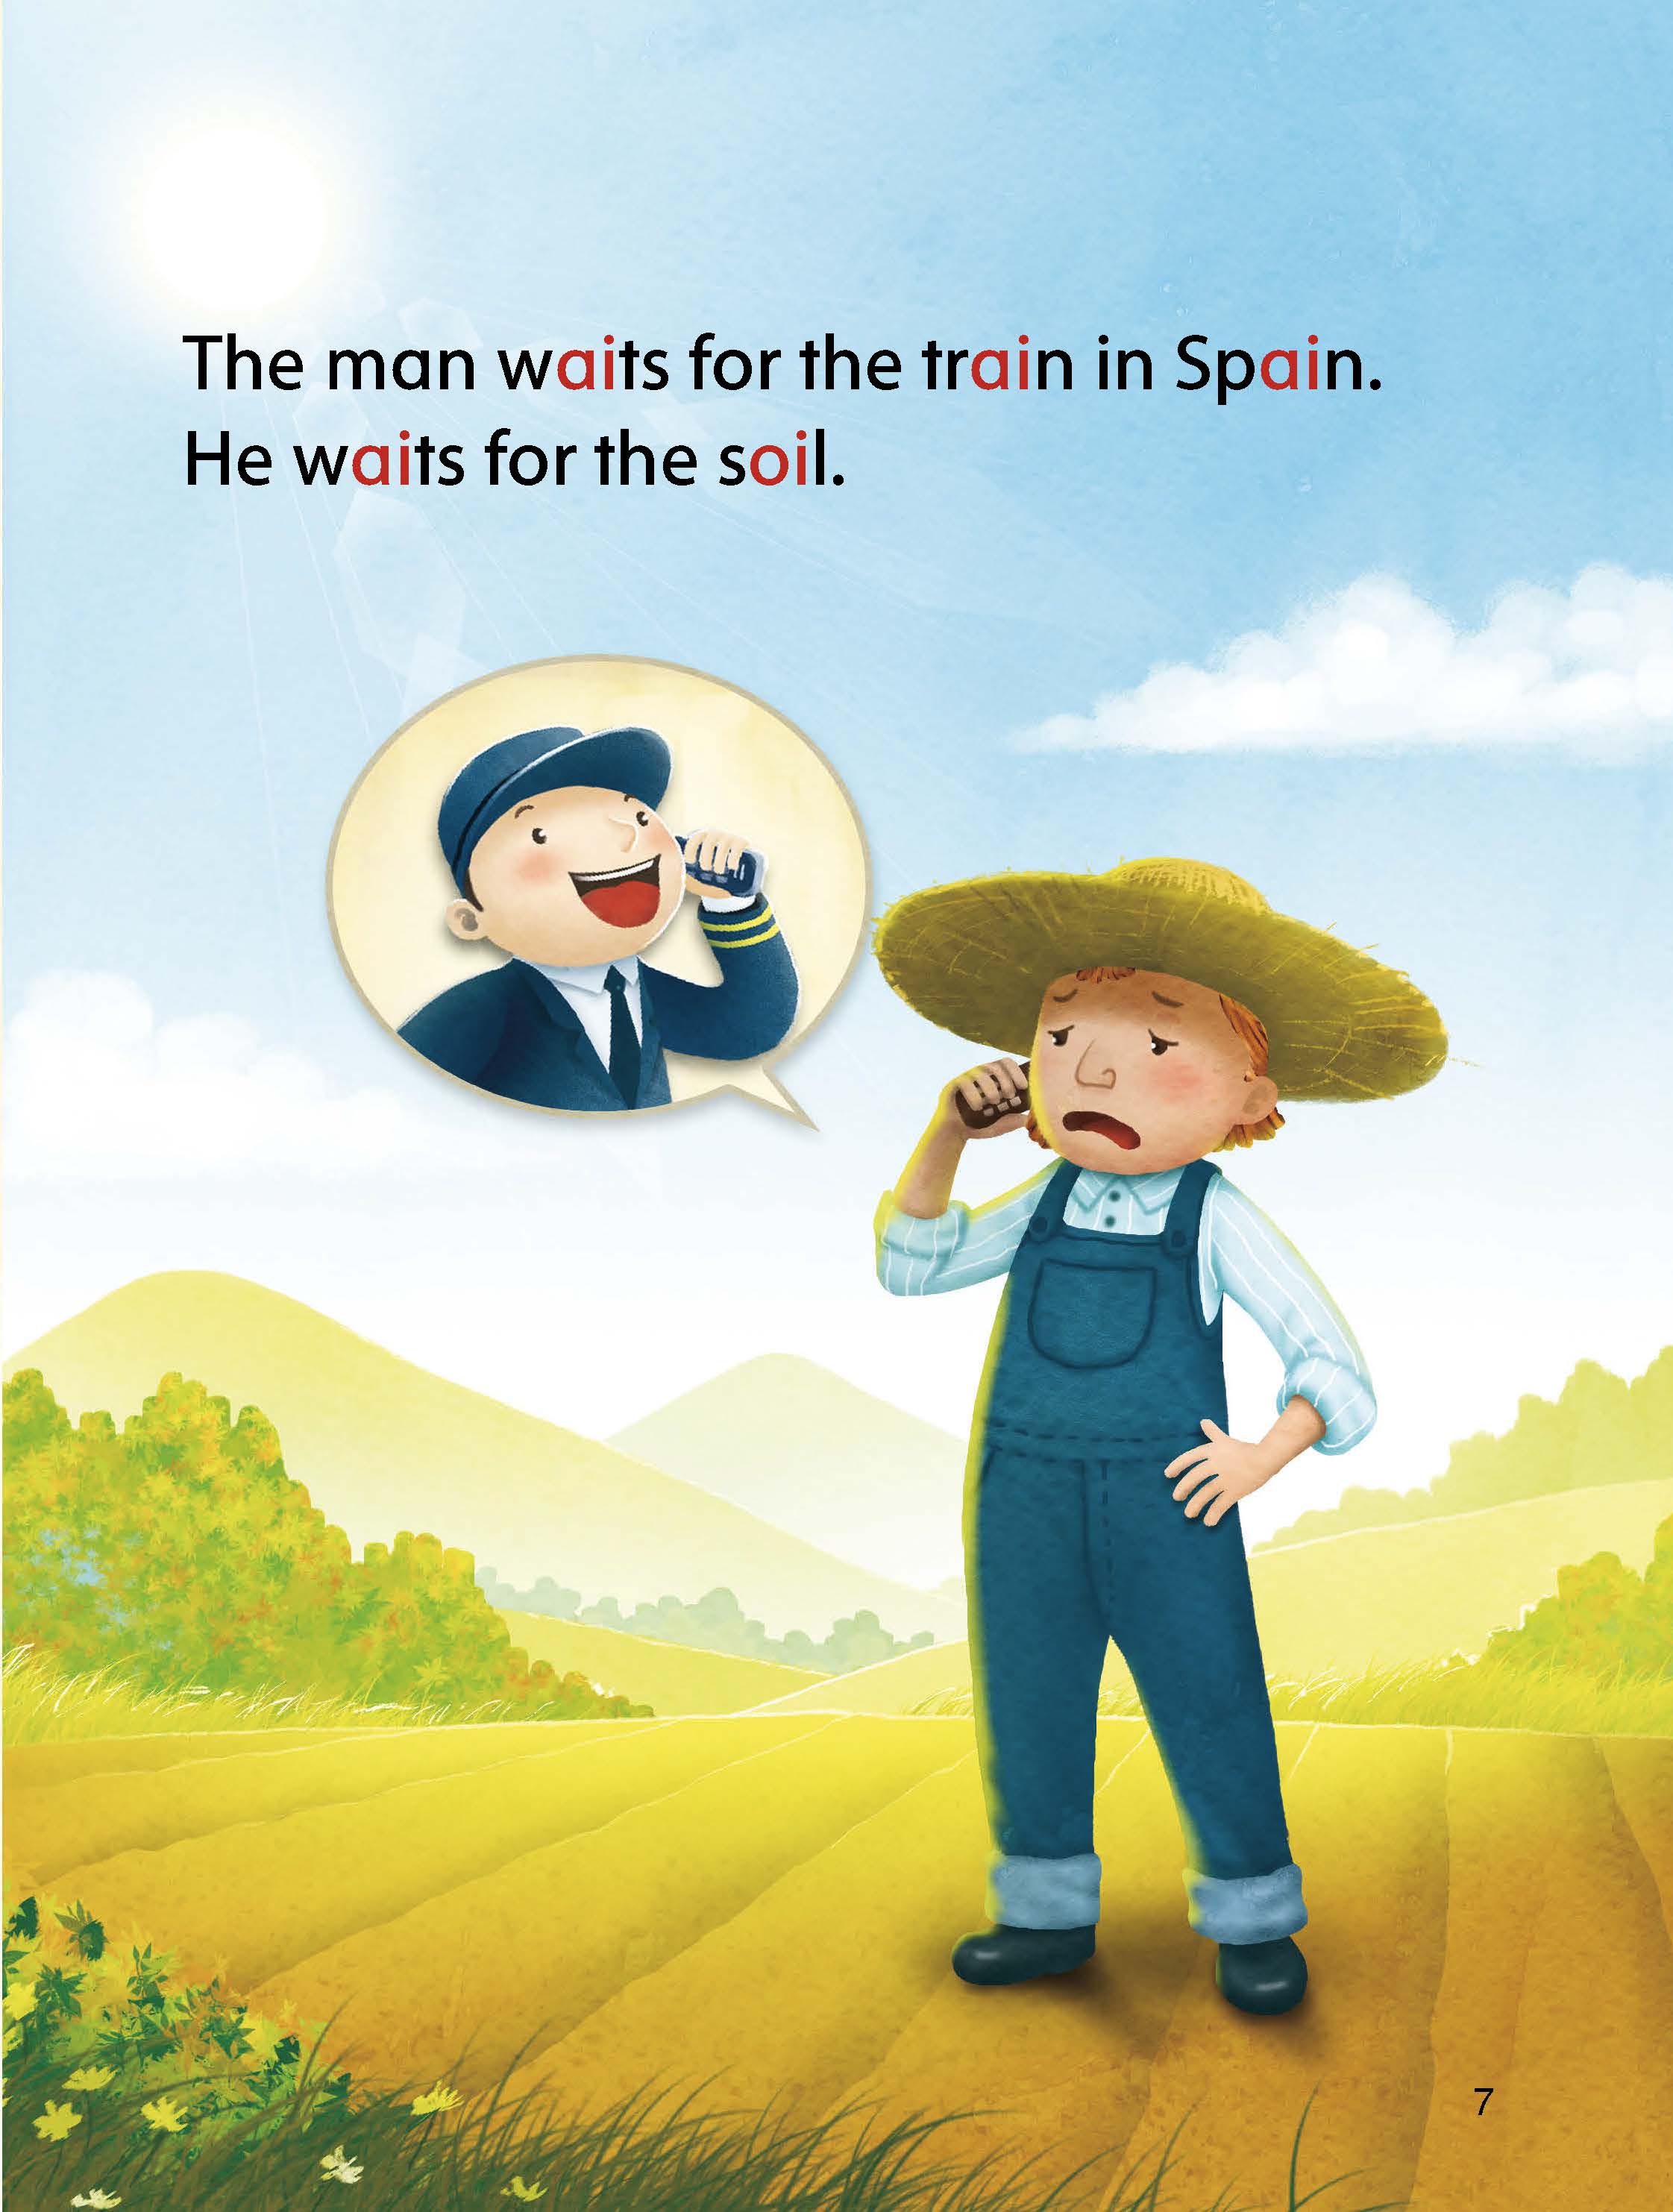 The man waits for the train in Spain.
He waits for the soil.
7